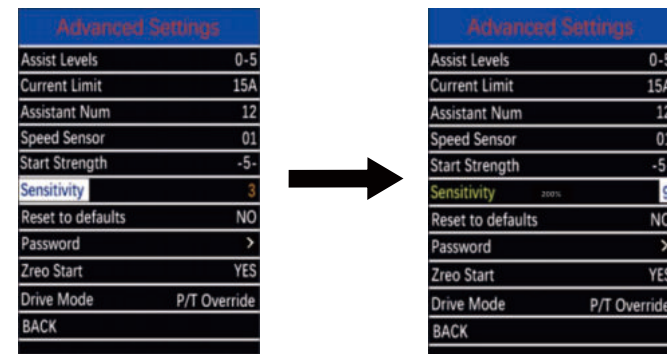 Advanced Settings
Assist Levels 0-5
Current Limit 15A
Assistant Num 12
Speed Sensor 01
Start Strength -5-
Sensitivity 3
Reset to defaults NO
Password >
Zreo Start YES
Drive Mode P/T Override
BACK
Advanced Settings
Assist Levels 0-5
Current Limit 15A
Assistant Num 12
Speed Sensor 01
Start Strength -5
Sensitivity 200% 9
Reset to defaults NO
Password >
Zreo Start YES
Drive Mode P/T Override
BACK